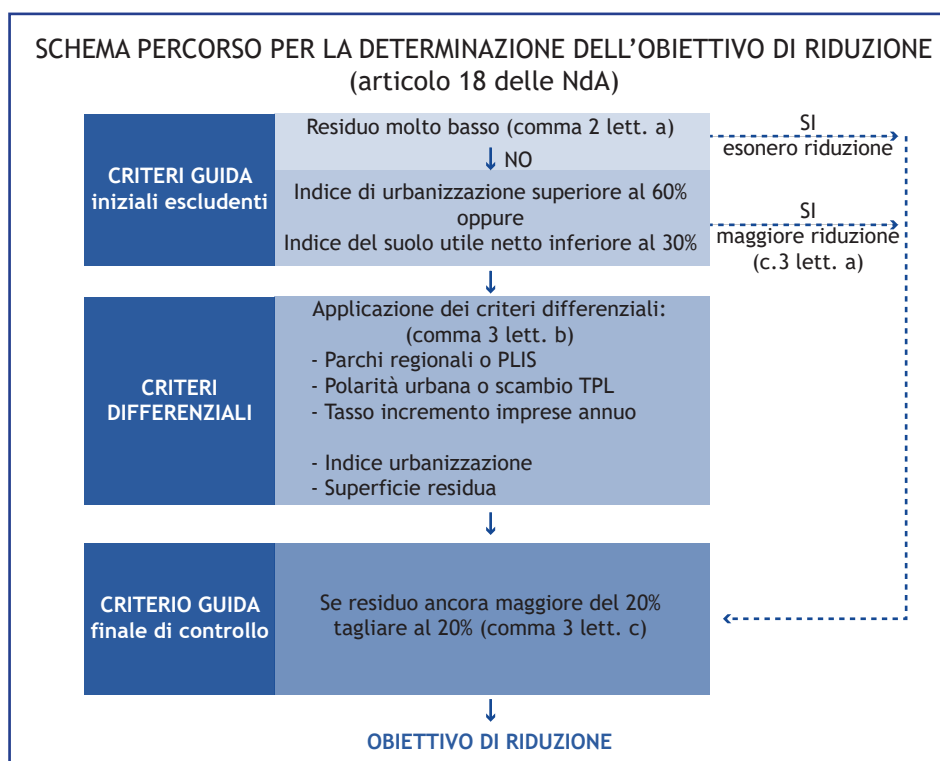 SCHEMA PERCORSO PER LA DETERMINAZIONE DELL'OBIETTIVO DI RIDUZIONE
(articolo 18 delle NdA)
CRITERI GUIDA
iniziali escludenti
Residuo molto basso (comma 2 lett. a)
NO
Indice di urbanizzazione superiore al 60%
oppure
Indice del suolo utile netto inferiore al 30%
SI
esonero riduzione
SI
maggiore riduzione
(c.3 lett. a)
CRITERI
DIFFERENZIALI
Applicazione dei criteri differenziali:
(comma 3 lett. b)
- Parchi regionali o PLIS
- Polarità urbana o scambio TPL
- Tasso incremento imprese annuo
- Indice urbanizzazione
- Superficie residua
CRITERIO GUIDA
finale di controllo
Se residuo ancora maggiore del 20%
tagliare al 20% (comma 3 lett. c)
OBIETTIVO DI RIDUZIONE